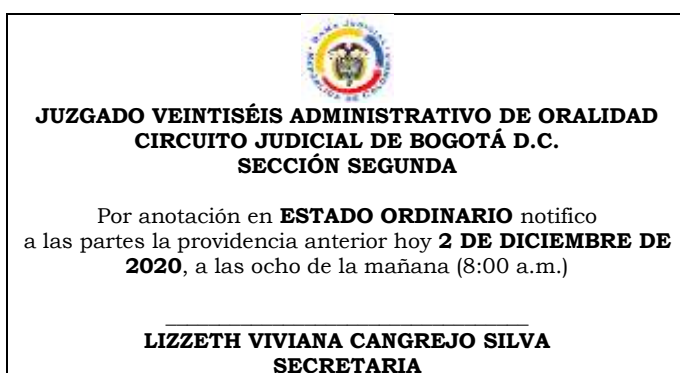 JUZGADO VEINTISÉIS ADMINISTRATIVO DE ORALIDAD
CIRCUITO JUDICIAL DE BOGOTÁ D.C.
SECCIÓN SEGUNDA
Por anotación en ESTADO ORDINARIO notifico
a las partes la providencia anterior hoy 2 DE DICIEMBRE DE
2020, a las ocho de la mañana (8:00 a.m.)
LIZZETH VIVIANA CANGREJO SILVA
SECRETARIA